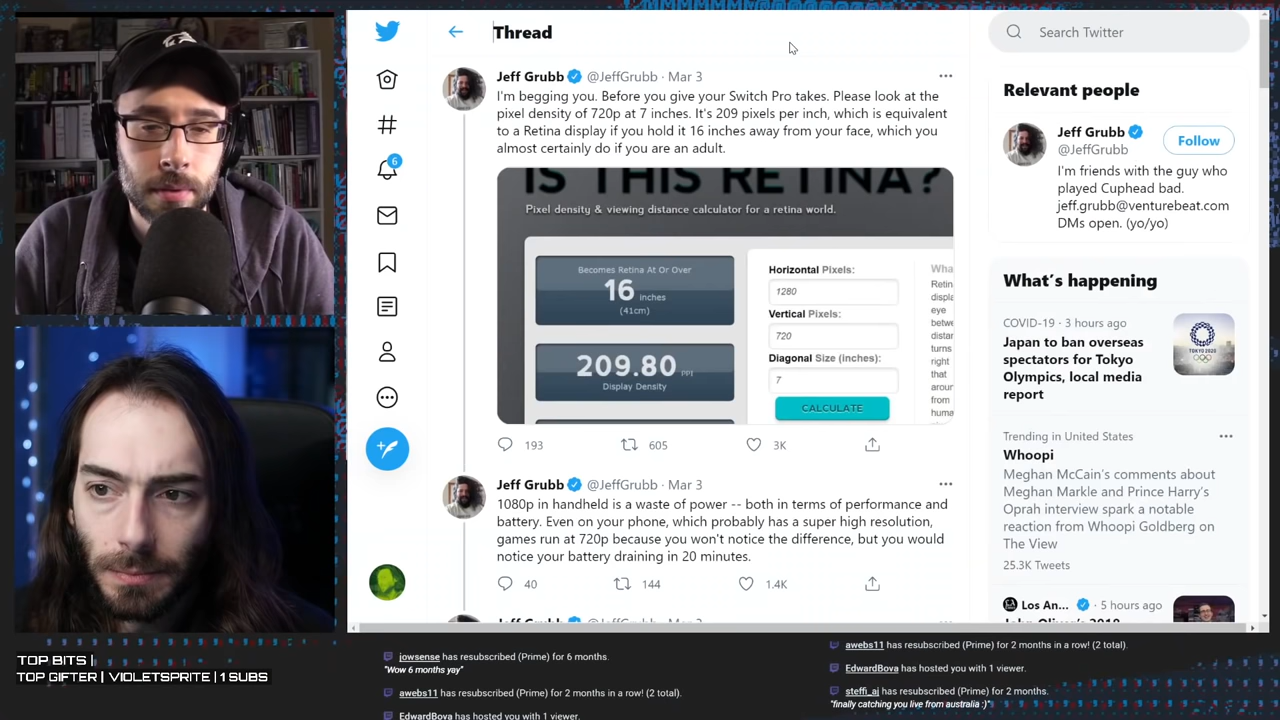 Thread
Jeff Grubb @JeffGrubb · Mar 3
I'm begging you. Before you give your Switch Pro takes. Please look at the
pixel density of 720p at 7 inches. It's 209 pixels per inch, which is equivalent
to a Retina display if you hold it 16 inches away from your face, which you
almost certainly do if you are an adult.
IS THIS RETINA?
Pixel density & viewing distance calculator for a retina world.
Becomes Retina At Or Over
16 inches
(41cm)
209.80 PPI
Display Density
Horizontal Pixels:
1280
Vertical Pixels:
720
Diagonal Size (inches):
7
CALCULATE
193 605 3K
Jeff Grubb @JeffGrubb · Mar 3
1080p in handheld is a waste of power -- both in terms of performance and
battery. Even on your phone, which probably has a super high resolution,
games run at 720p because you won't notice the difference, but you would
notice your battery draining in 20 minutes.
40 144 1.4K
6
Search Twitter
Relevant people
Jeff Grubb
@JeffGrubb
Follow
I'm friends with the guy who
played Cuphead bad.
jeff.grubb@venturebeat.com
DMs open. (yo/yo)
What's happening
COVID-19 · 3 hours ago
Japan to ban overseas
spectators for Tokyo
Olympics, local media
report
TOKYO 2020
Trending in United States
Whoopi
Meghan McCain's comments about
Meghan Markle and Prince Harry's
Oprah interview spark a notable
reaction from Whoopi Goldberg on
The View
25.3K Tweets
Los An... · 5 hours ago
TOP BITS |
TOP GIFTER | VIOLETSPRITE | 1 SUBS
jowsense has resubscribed (Prime) for 6 months.
"Wow 6 months yay"
awebs11 has resubscribed (Prime) for 2 months in a row! (2 total).
EdwardBova has hosted you with 1 viewer.
awebs11 has resubscribed (Prime) for 2 months in a row! (2 total).
EdwardBova has hosted you with 1 viewer.
steffi_aj has resubscribed (Prime) for 2 months.
"finally catching you live from australia :)"